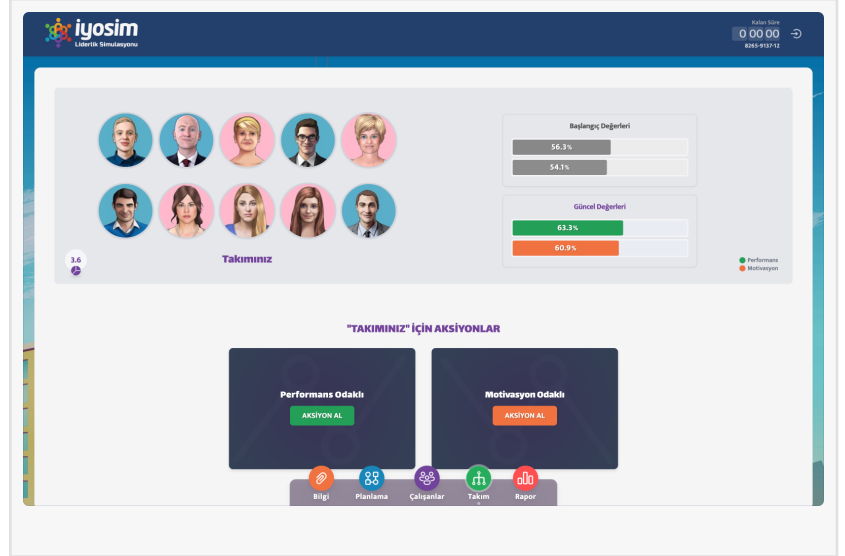 iyosim
Liderlik Simulasyonu
Kalan Süre
0 00 00
8265-9137-12
Başlangıç Değerleri
56.3%
54.1%
Güncel Değerleri
63.3%
60.9%
3.6
Takımınız
Performans
Motivasyon
"TAKIMINIZ" İÇİN AKSİYONLAR
Performans Odaklı
AKSİYON AL
Motivasyon Odaklı
AKSİYON AL
Bilgi
Planlama
Çalışanlar
Takım
Rapor